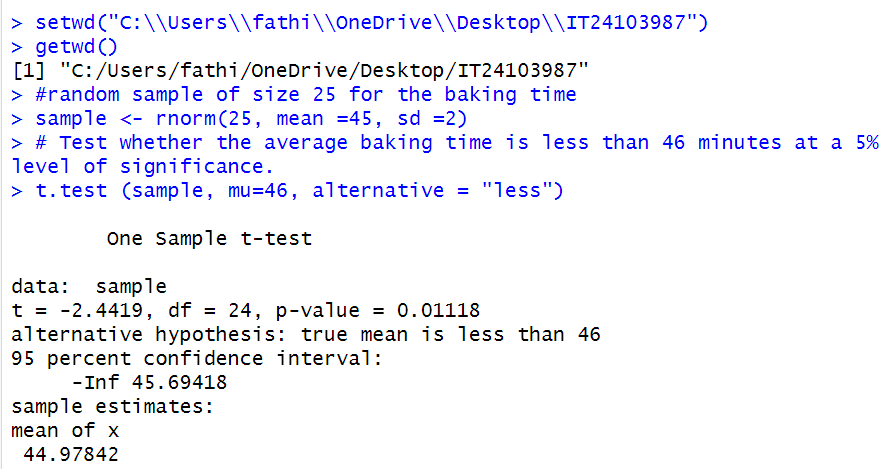 > setwd("C:\\Users\\fathi\\OneDrive\\Desktop\\IT24103987")
> getwd()
[1] "C:/Users/fathi/OneDrive/Desktop/IT24103987"
> #random sample of size 25 for the baking time
> sample <- rnorm(25, mean =45, sd =2)
> # Test whether the average baking time is less than 46 minutes at a 5%
level of significance.
> t.test (sample, mu=46, alternative = "less")
One Sample t-test
data:  sample
t = -2.4419, df = 24, p-value = 0.01118
alternative hypothesis: true mean is less than 46
95 percent confidence interval:
-Inf 45.69418
sample estimates:
mean of x
44.97842